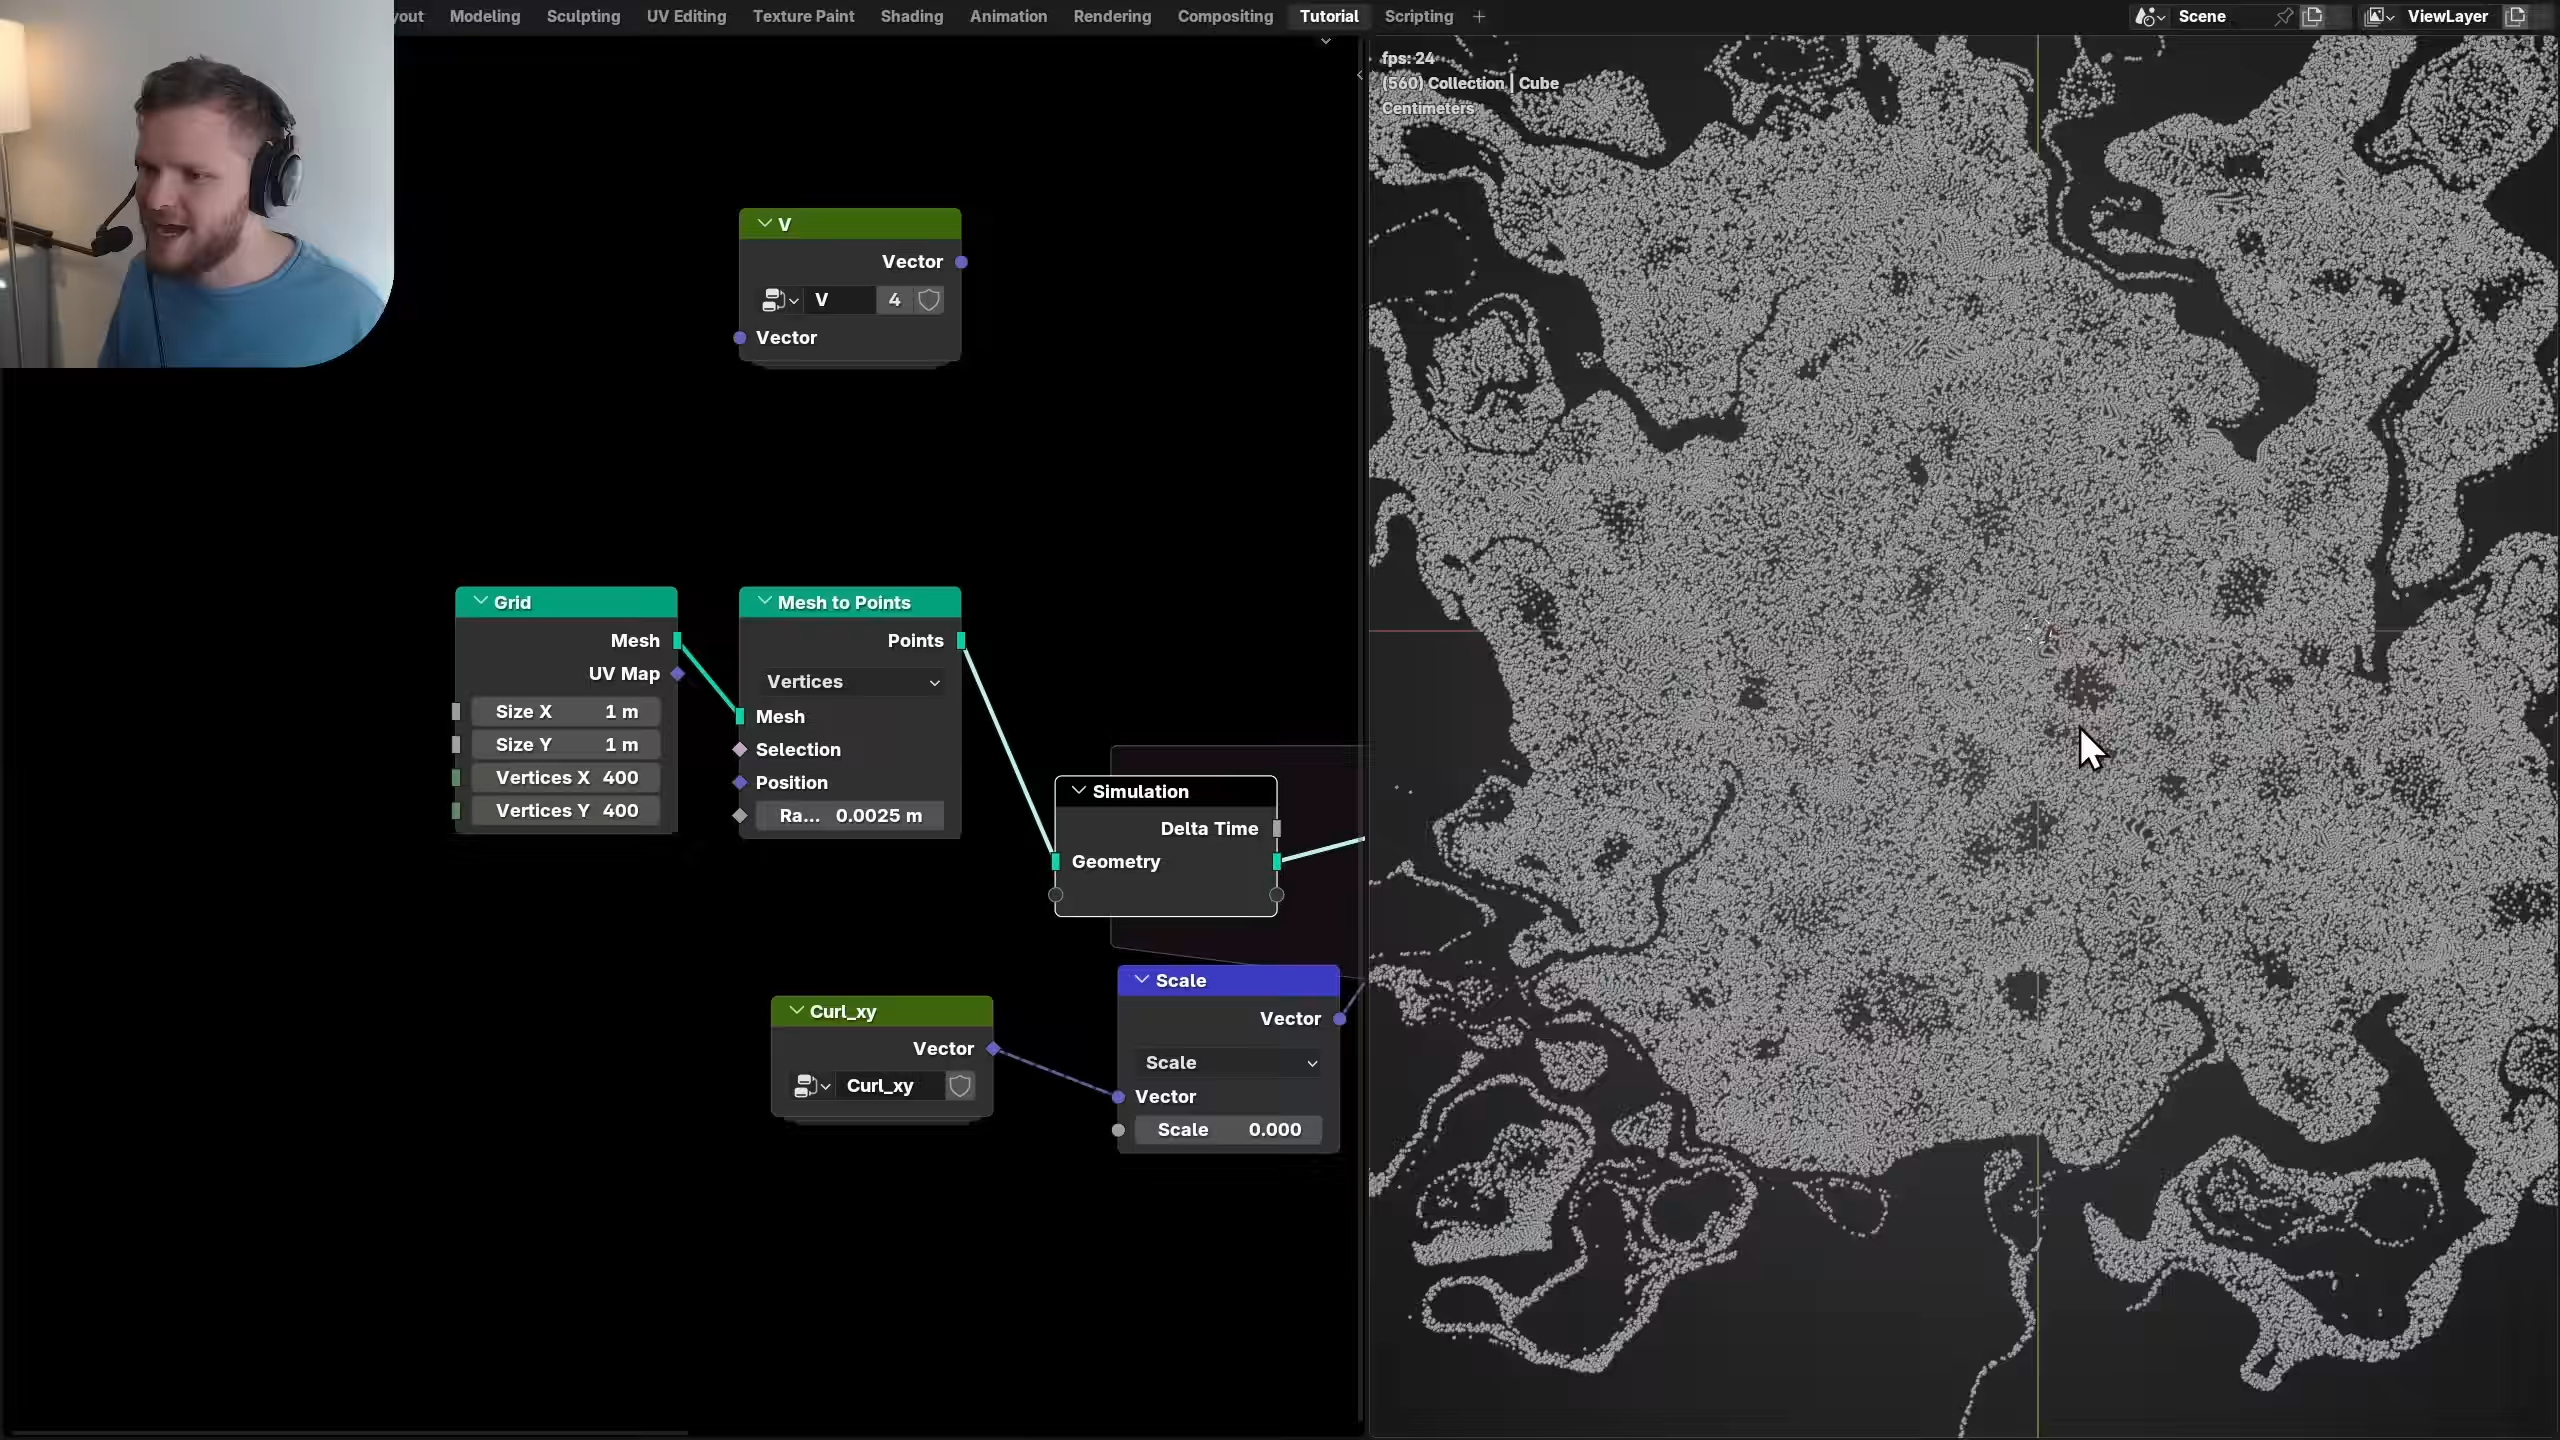 yout Modeling Sculpting UV Editing Texture Paint Shading Animation Rendering Compositing Tutorial Scripting + Scene ViewLayer
fps: 24
(560) Collection | Cube
Centimeters
V
Vector
V 4
Vector
Grid
Mesh
UV Map
Size X 1 m
Size Y 1 m
Vertices X 400
Vertices Y 400
Mesh to Points
Points
Vertices
Mesh
Selection
Position
Ra... 0.0025 m
Simulation
Delta Time
Geometry
Curl_xy
Vector
Curl_xy
Scale
Vector
Scale
Vector
Scale 0.000